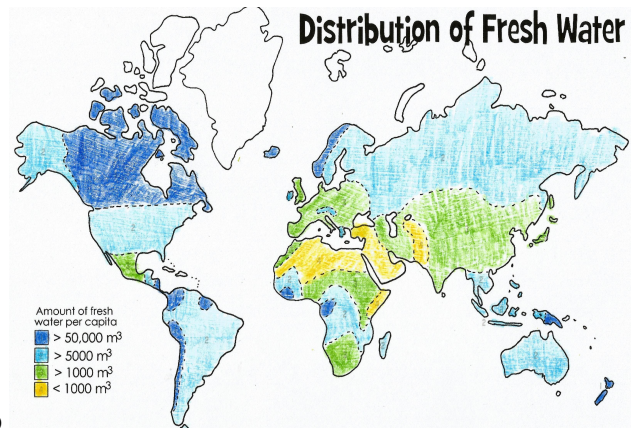 Distribution of Fresh Water
Amount of fresh
water per capita
> 50,000 m³
> 5000 m³
> 1000 m³
< 1000 m³